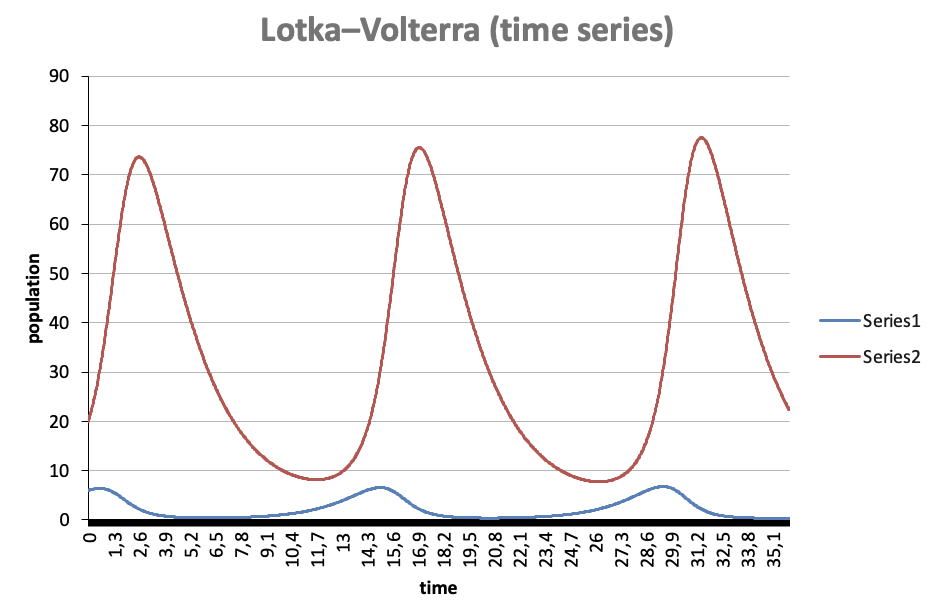 Lotka–Volterra (time series)
90
80
70
60
50
40
30
20
10
0
population
0 1,3 2,6 3,9 5,2 6,5 7,8 9,1 10,4 11,7 13 14,3 15,6 16,9 18,2 19,5 20,8 22,1 23,4 24,7 26 27,3 28,6 29,9 31,2 32,5 33,8 35,1
time
Series1
Series2